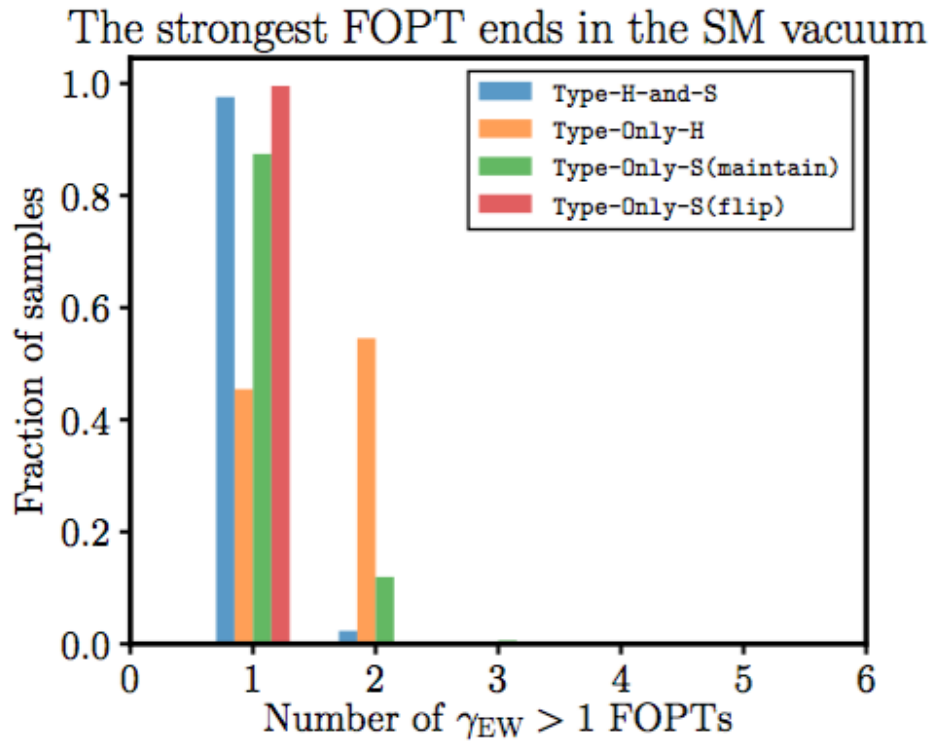 The strongest FOPT ends in the SM vacuum
Type-H-and-S
Type-Only-H
Type-Only-S(maintain)
Type-Only-S(flip)
Fraction of samples
1.0
0.8
0.6
0.4
0.2
0.0
0 1 2 3 4 5 6
Number of γ_EW > 1 FOPTs